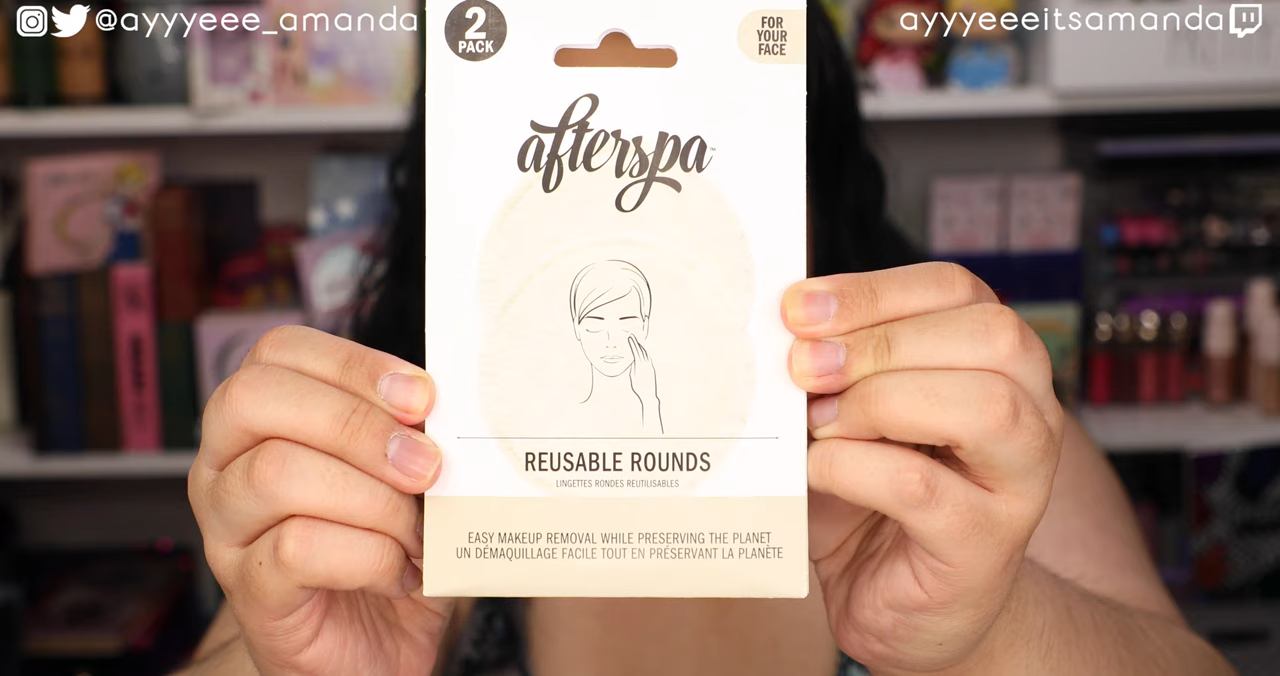 @ayyyeee_amanda
ayyyeeeitsamanda
2
PACK
FOR
YOUR
FACE
afterspa™
REUSABLE ROUNDS
LINGETTES RONDES REUTILISABLES
EASY MAKEUP REMOVAL WHILE PRESERVING THE PLANET
UN DÉMAQUILLAGE FACILE TOUT EN PRÉSERVANT LA PLANÈTE